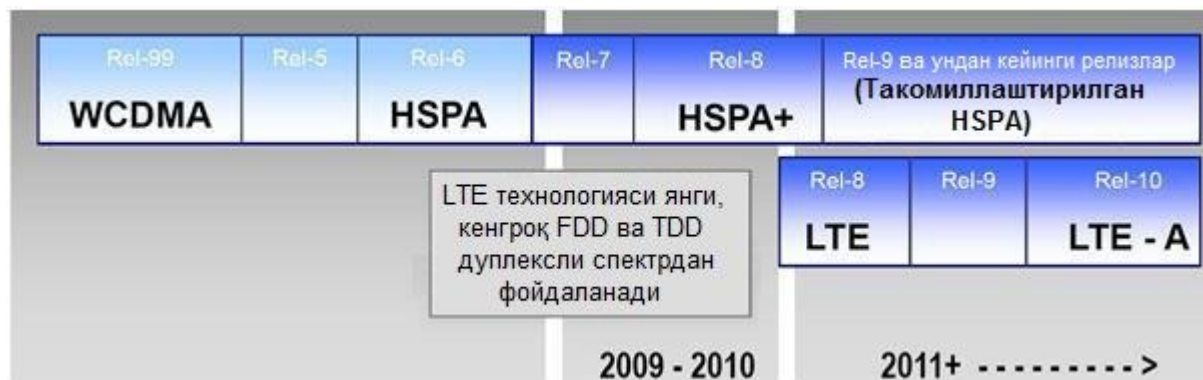 Rel-99 Rel-5 Rel-6 Rel-7 Rel-8 Rel-9 ва ундан кейинги релизлар
WCDMA HSPA HSPA+ (Такомиллаштирилган
HSPA)
Rel-8 Rel-9 Rel-10
LTE LTE - A
LTE технологияси янги,
кенгроқ FDD ва TDD
дуплексли спектрдан
фойдаланади
2009 - 2010 2011+ - - - - - - - - - >